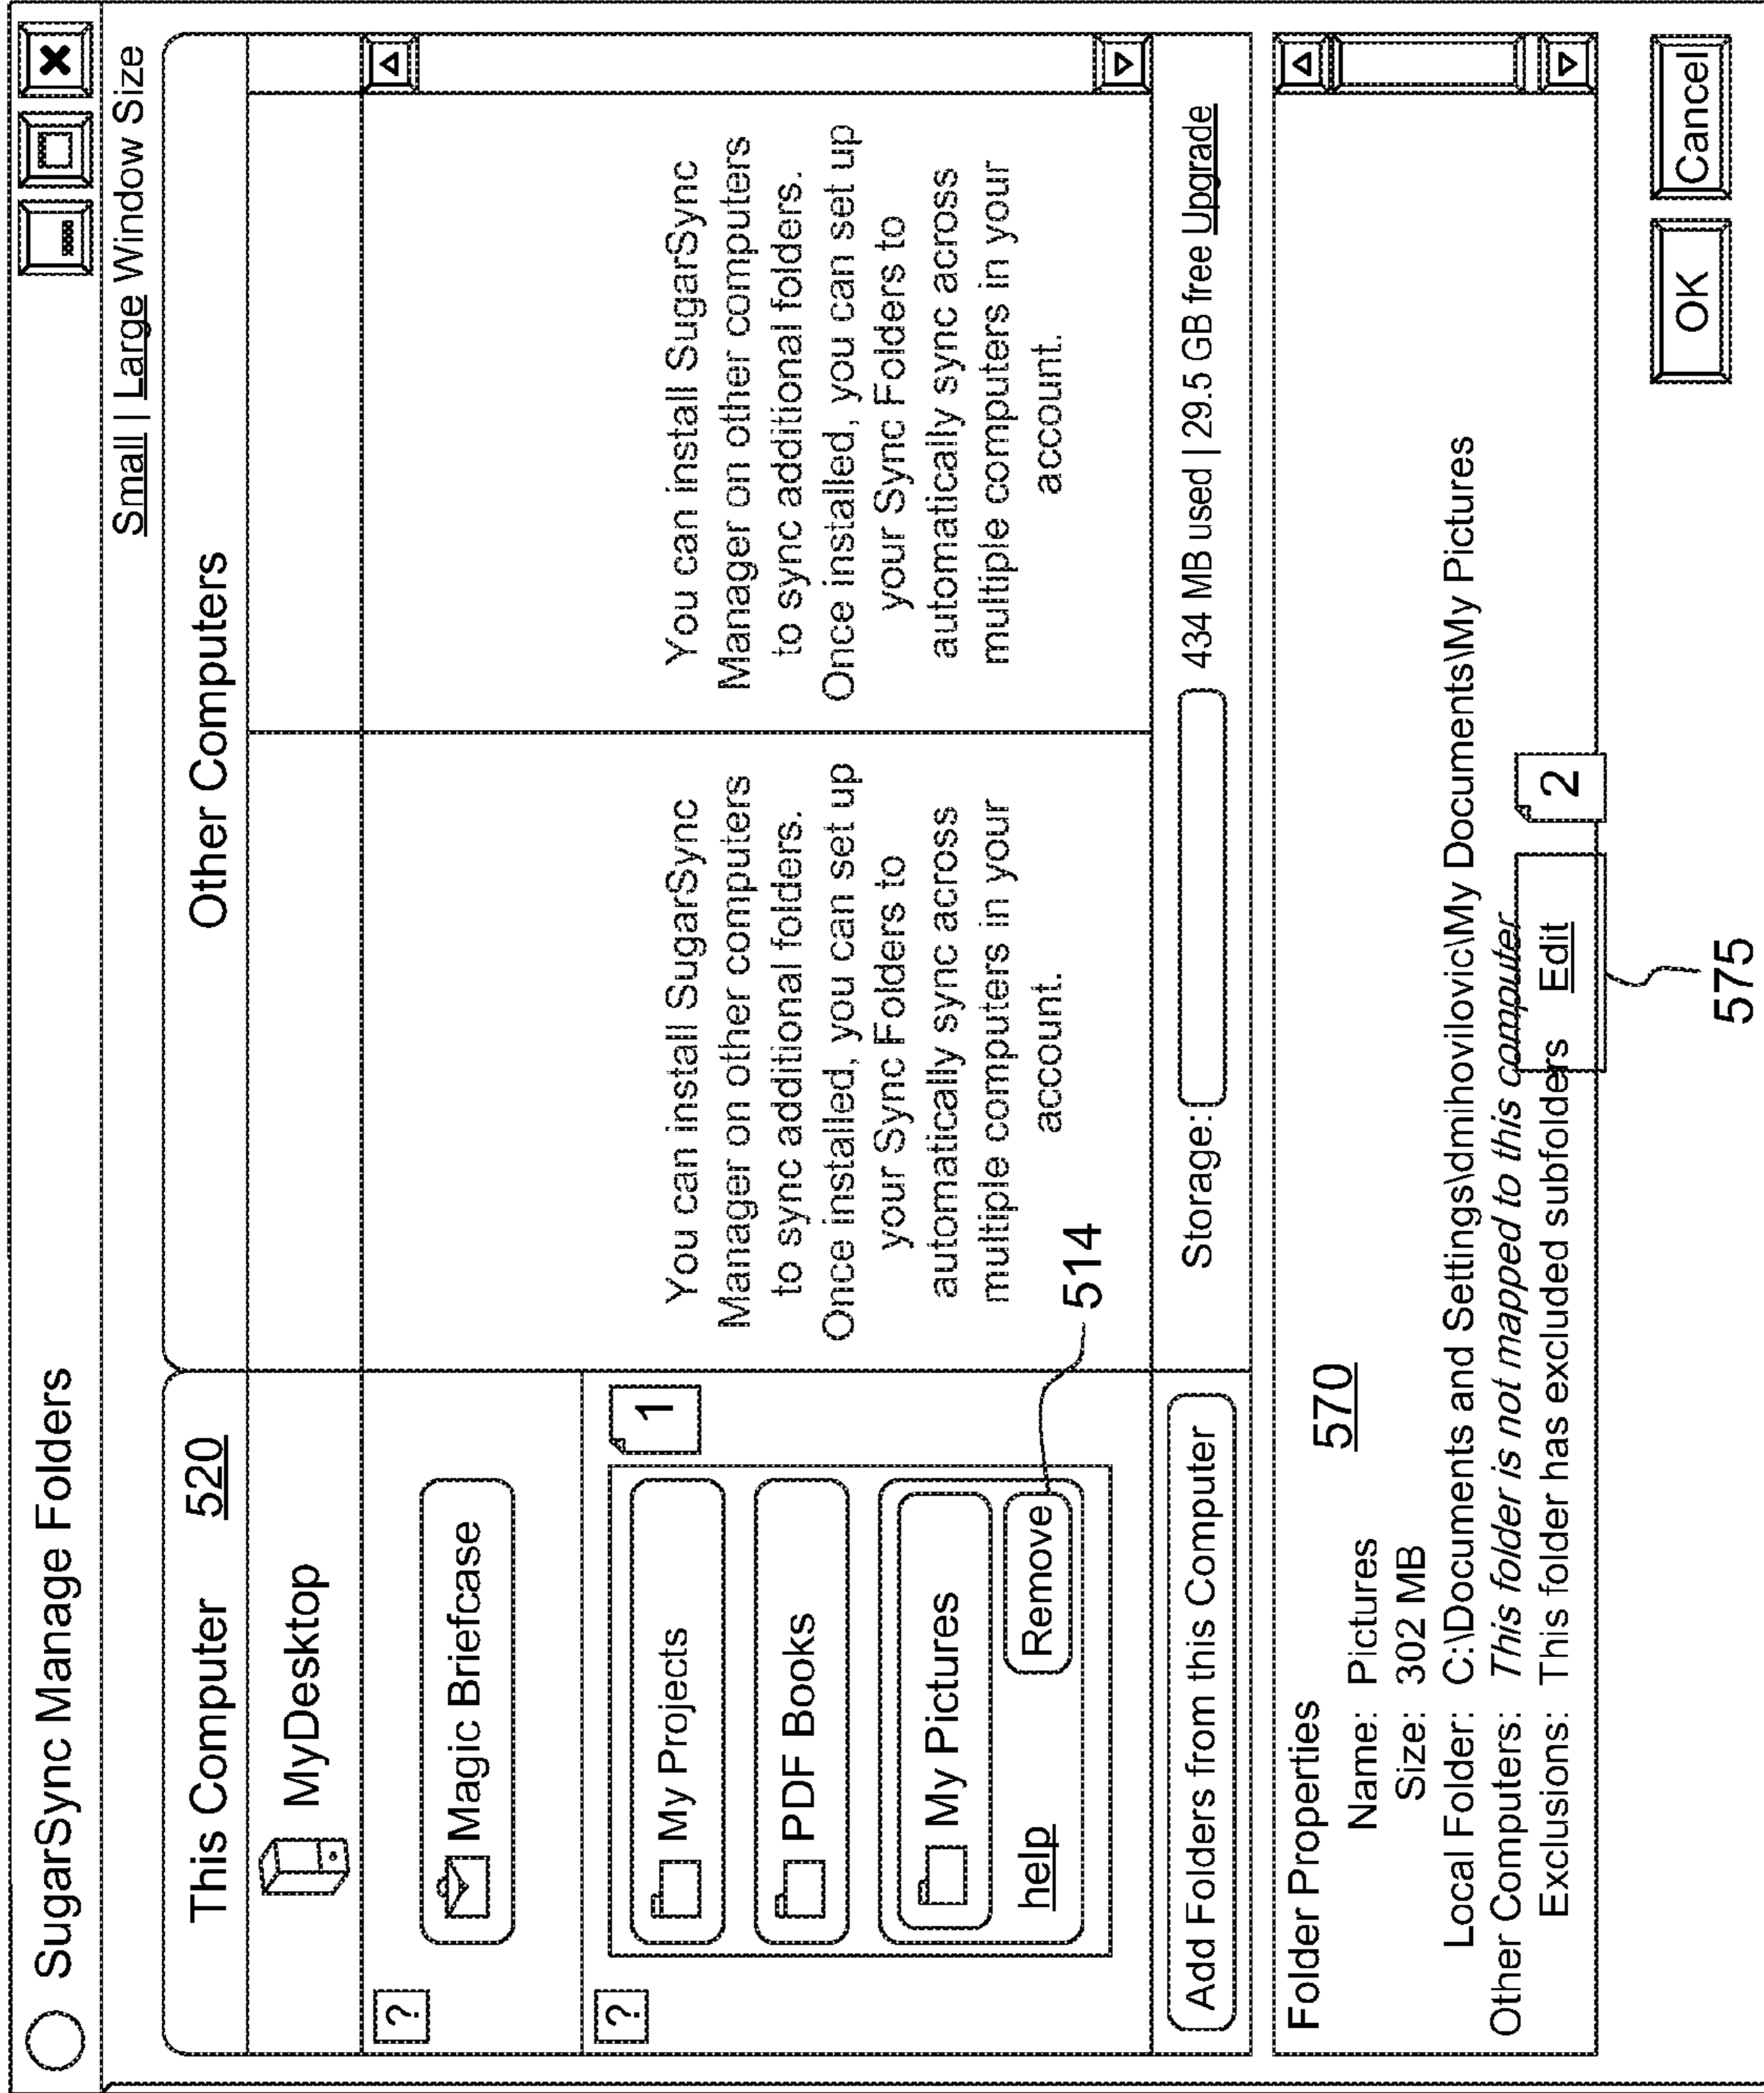 SugarSync Manage Folders
Small | Large Window Size
This Computer 520
Other Computers
MyDesktop
?
Magic Briefcase
?
1
My Projects
PDF Books
My Pictures
help
Remove
514
You can install SugarSync
Manager on other computers
to sync additional folders.
Once installed, you can set up
your Sync Folders to
automatically sync across
multiple computers in your
account.
You can install SugarSync
Manager on other computers
to sync additional folders.
Once installed, you can set up
your Sync Folders to
automatically sync across
multiple computers in your
account.
Add Folders from this Computer
Storage: 434 MB used | 29.5 GB free Upgrade
Folder Properties
570
Name: Pictures
Size: 302 MB
Local Folder: C:\Documents and Settings\dmihovilovic\My Documents\My Pictures
Other Computers: This folder is not mapped to this computer
Exclusions: This folder has excluded subfolders Edit
2
575
OK
Cancel